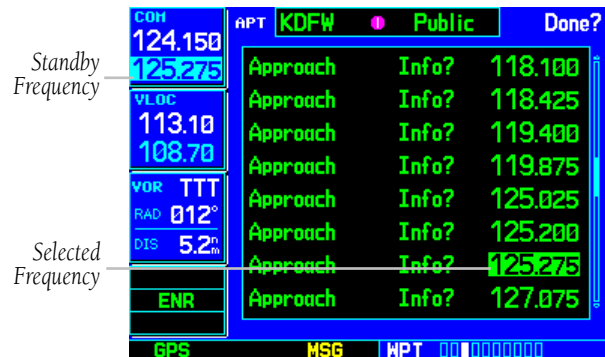 COM
124.150
125.275
Standby
Frequency
VLOC
113.10
108.70
VOR TTT
RAD 012°
DIS 5.2nm
ENR
GPS MSG WPT
APT KDFW Public Done?
Approach Info? 118.100
Approach Info? 118.425
Approach Info? 119.400
Approach Info? 119.875
Approach Info? 125.025
Approach Info? 125.200
Approach Info? 125.275
Approach Info? 127.075
Selected
Frequency